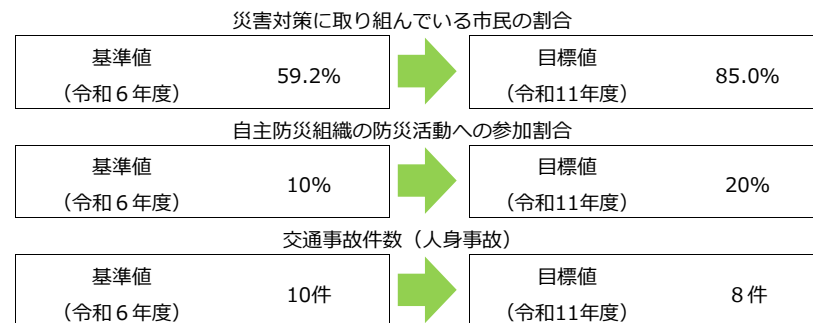 災害対策に取り組んでいる市民の割合
基準値
（令和６年度）
59.2%
目標値
（令和11年度）
85.0%
自主防災組織の防災活動への参加割合
基準値
（令和６年度）
10%
目標値
（令和11年度）
20%
交通事故件数（人身事故）
基準値
（令和６年度）
10件
目標値
（令和11年度）
８件